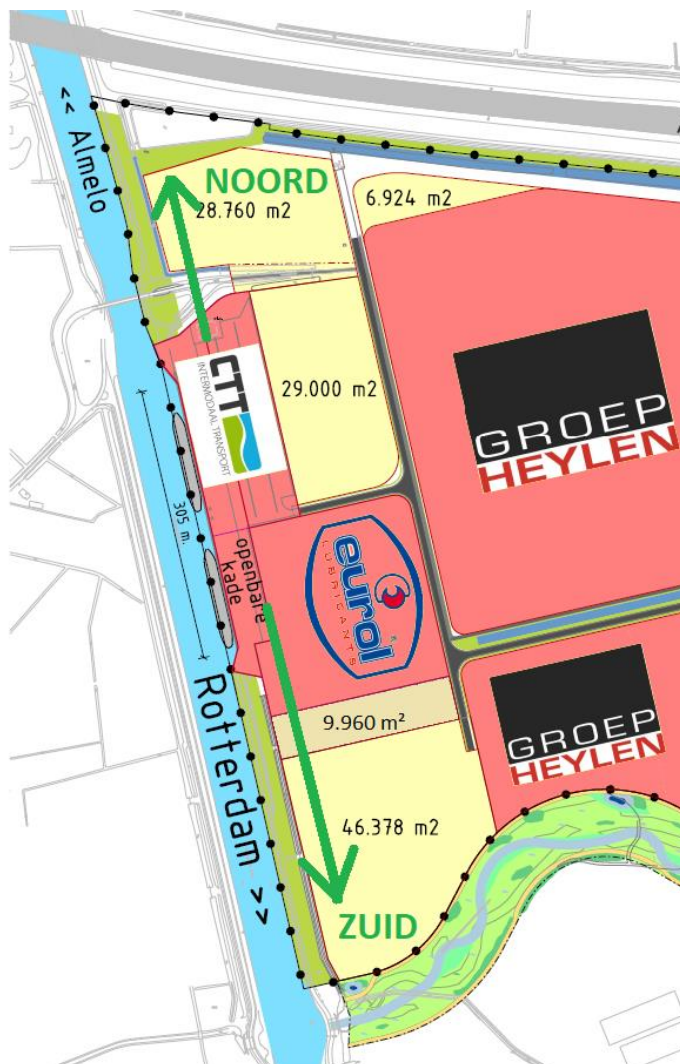 << Almelo
NOORD
28.760 m2
6.924 m2
CTT
INTERMODAAL TRANSPORT
29.000 m2
GROEP
HEYLEN
305 m.
openbare
kade
eurol
LUBRICANTS
Rotterdam >>
9.960 m²
GROEP
HEYLEN
46.378 m2
ZUID